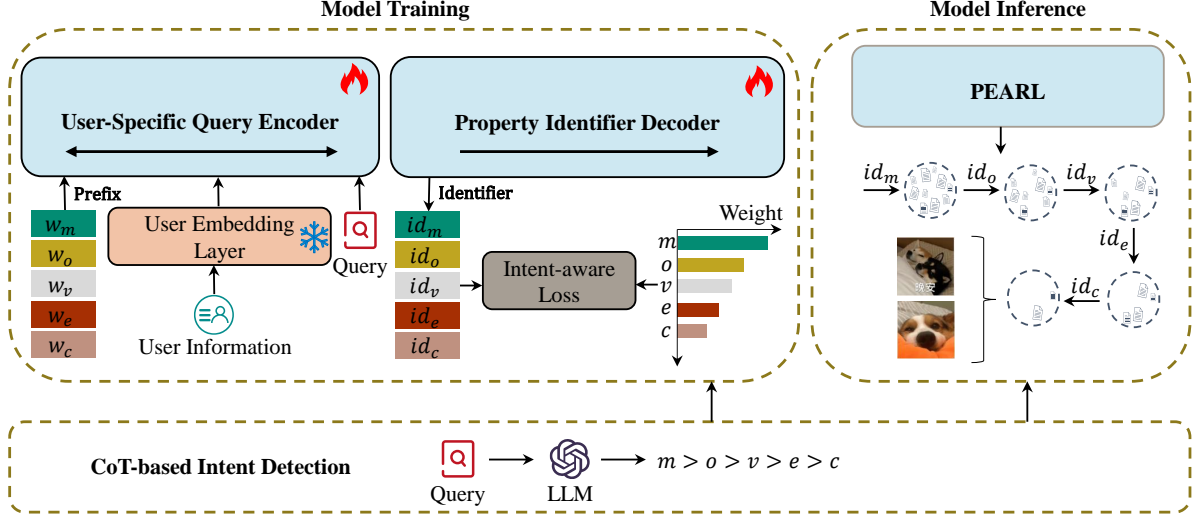 Model Training
Model Inference
User-Specific Query Encoder
Property Identifier Decoder
PEARL
Prefix
Identifier
w_m
w_o
w_v
w_e
w_c
User Embedding
Layer
User Information
Query
id_m
id_o
id_v
id_e
id_c
Intent-aware
Loss
Weight
m
o
v
e
c
id_m
id_o
id_v
id_e
id_c
晚安
CoT-based Intent Detection
Query
LLM
m > o > v > e > c